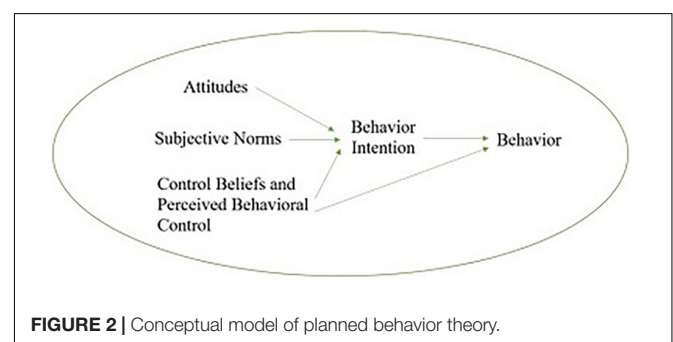 Attitudes
Subjective Norms
Control Beliefs and
Perceived Behavioral
Control
Behavior
Intention
Behavior
FIGURE 2 | Conceptual model of planned behavior theory.